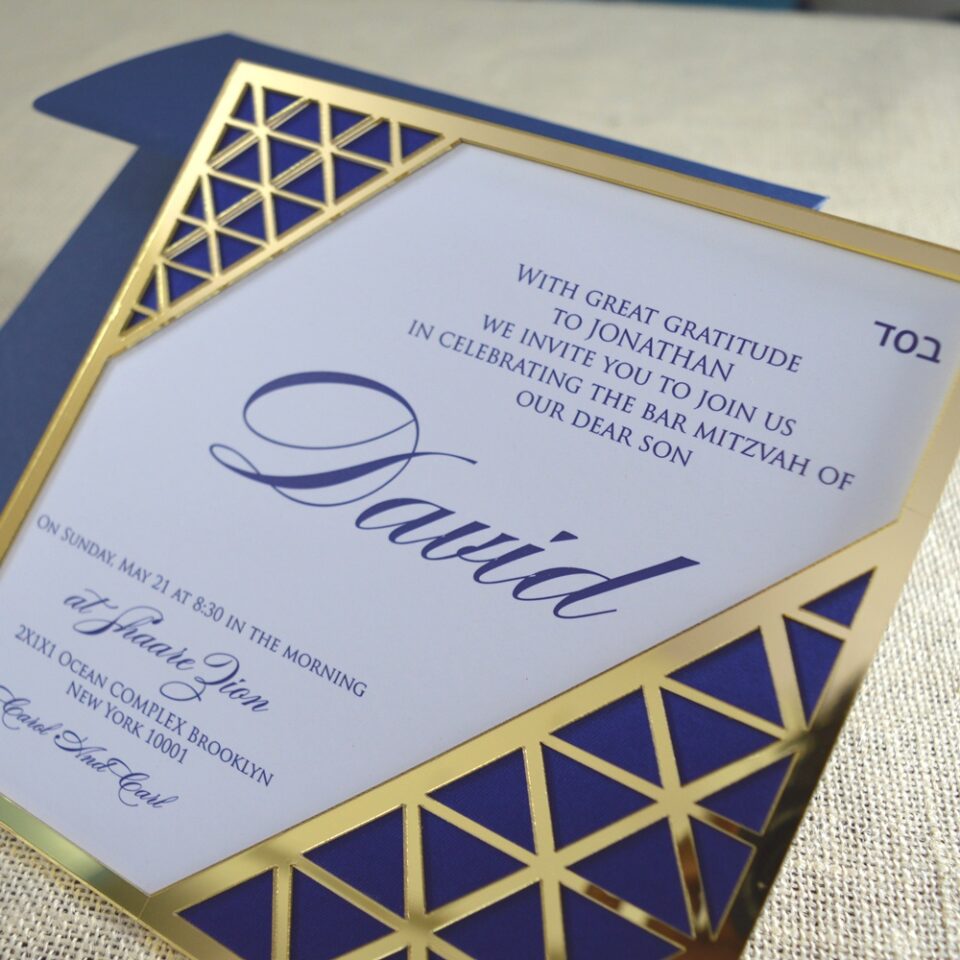 בסד
WITH GREAT GRATITUDE
TO JONATHAN
WE INVITE YOU TO JOIN US
IN CELEBRATING THE BAR MITZVAH OF
OUR DEAR SON
David
ON SUNDAY, MAY 21 AT 8:30 IN THE MORNING
at Shaare Zion
2X1X1 OCEAN COMPLEX BROOKLYN
NEW YORK 10001
Carol And Carl